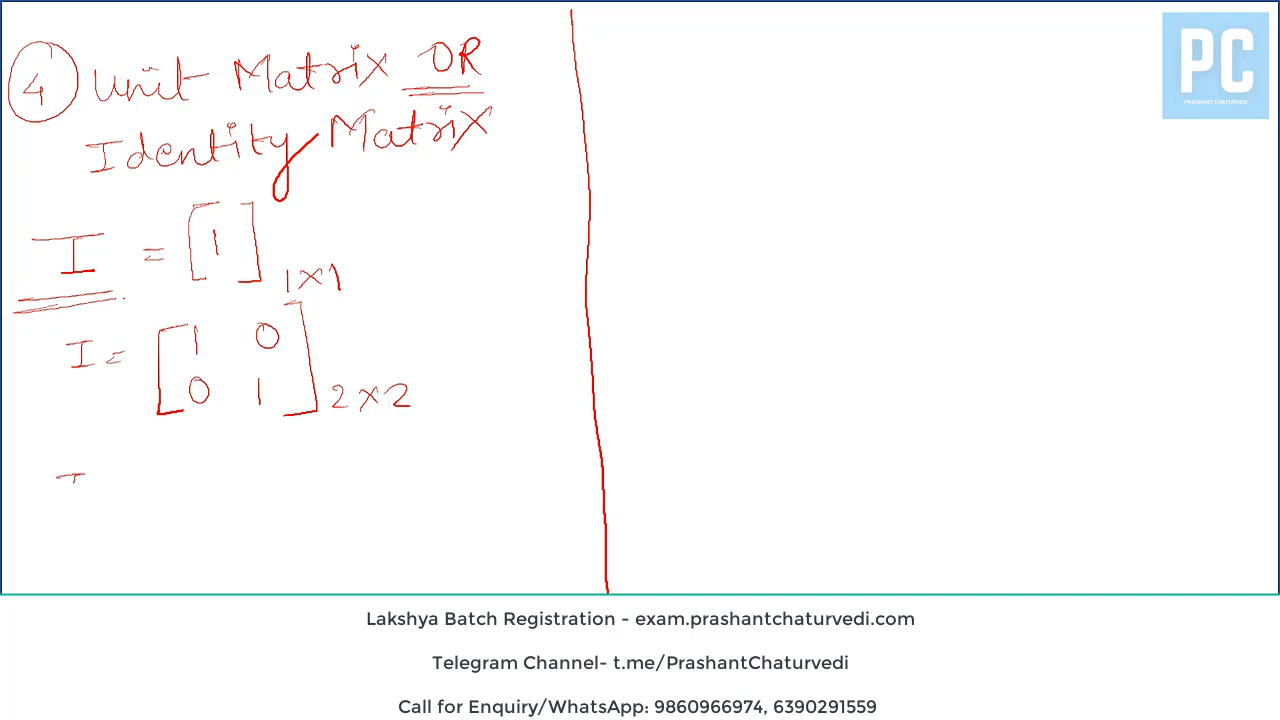 4 Unit Matrix OR
Identity Matrix
I = [1] 1×1
I = [1 0
0 1] 2×2
I
PC
PRASHANT CHATURVEDI
Lakshya Batch Registration - exam.prashantchaturvedi.com
Telegram Channel- t.me/PrashantChaturvedi
Call for Enquiry/WhatsApp: 9860966974, 6390291559